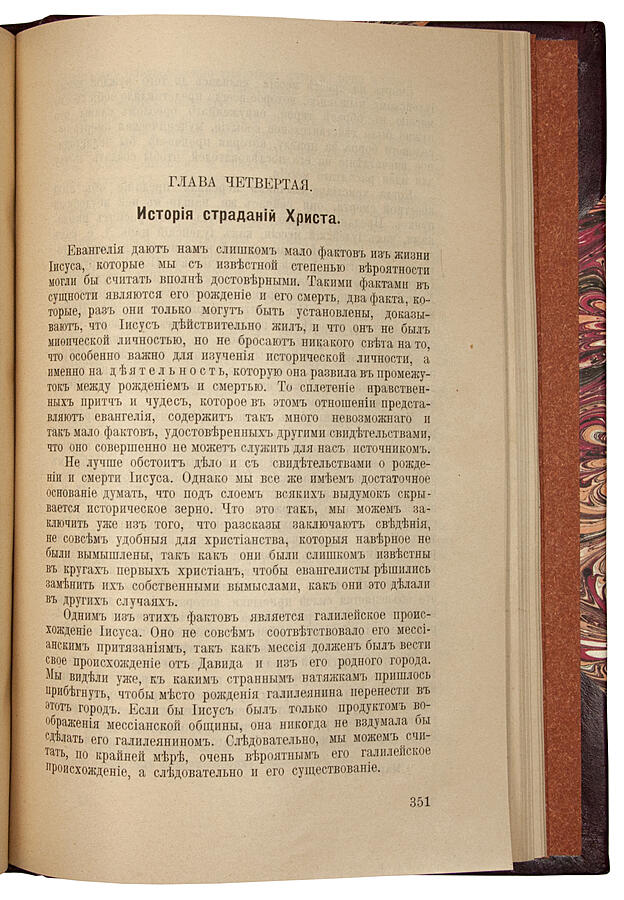 ГЛАВА ЧЕТВЕРТАЯ.
Исторія страданій Христа.
Евангелія даютъ намъ слишкомъ мало фактовъ изъ жизни
Іисуса, которые мы съ извѣстной степенью вѣроятности
могли бы считать вполнѣ достовѣрными. Такими фактами въ
сущности являются его рожденіе и его смерть, два факта, ко-
торые, разъ они только могутъ быть установлены, доказы-
ваютъ, что Іисусъ дѣйствительно жилъ, и что онъ не былъ
миѳической личностью, но не бросаютъ никакого свѣта на то,
что особенно важно для изученія исторической личности, а
именно на дѣятельность, которую она развила въ промежу-
токъ между рожденіемъ и смертью. То сплетеніе нравствен-
ныхъ притчъ и чудесъ, которое въ этомъ отношеніи предста-
вляютъ евангелія, содержитъ такъ много невозможнаго и
такъ мало фактовъ, удостовѣренныхъ другими свидѣтельствами,
что оно совершенно не можетъ служить для насъ источникомъ.
Не лучше обстоитъ дѣло и съ свидѣтельствами о рожде-
ніи и смерти Іисуса. Однако мы все же имѣемъ достаточное
основаніе думать, что подъ слоемъ всякихъ выдумокъ скры-
вается историческое зерно. Что это такъ, мы можемъ за-
ключить уже изъ того, что разсказы заключаютъ свѣдѣнія,
не совсѣмъ удобныя для христіанства, которыя навѣрное не
были вымышлены, такъ какъ они были слишкомъ извѣстны
въ кругахъ первыхъ христіанъ, чтобы евангелисты рѣшились
замѣнить ихъ собственными вымыслами, какъ они это дѣлали
въ другихъ случаяхъ.
Однимъ изъ этихъ фактовъ является галилейское проис-
хожденіе Іисуса. Оно не совсѣмъ соотвѣтствовало его мессі-
анскимъ притязаніямъ, такъ какъ мессія долженъ былъ вести
свое происхожденіе отъ Давида и изъ его родного города.
Мы видѣли уже, къ какимъ страннымъ натяжкамъ пришлось
прибѣгнуть, чтобы мѣсто рожденія галилеянина перенести въ
этотъ городъ. Если бы Іисусъ былъ только продуктомъ во-
ображенія мессіанской общины, она никогда не вздумала бы
сдѣлать его галилеяниномъ. Слѣдовательно, мы можемъ счи-
тать, по крайней мѣрѣ, очень вѣроятнымъ его галилейское
происхожденіе, а слѣдовательно и его существованіе.
351